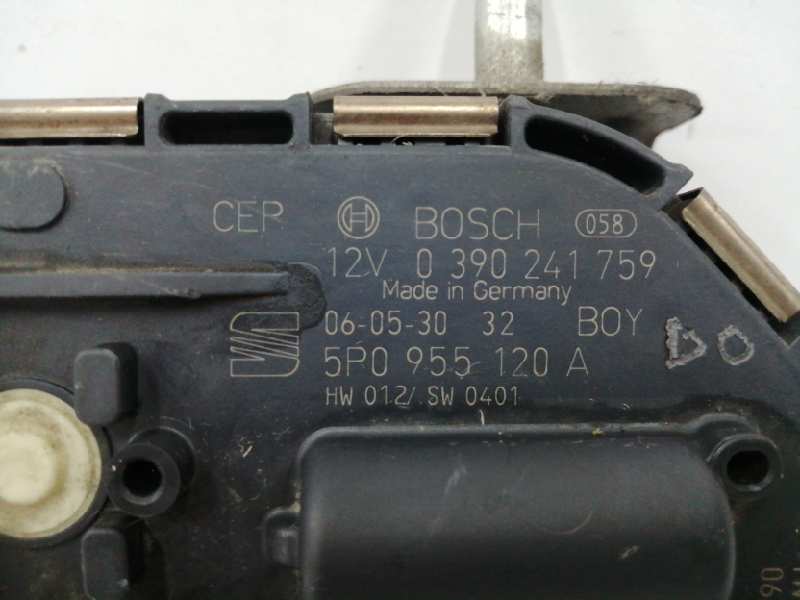 CEP BOSCH 058
12V 0 390 241 759
Made in Germany
06-05-30 32 BOY
5P0 955 120 A
HW 012/ SW 0401
90